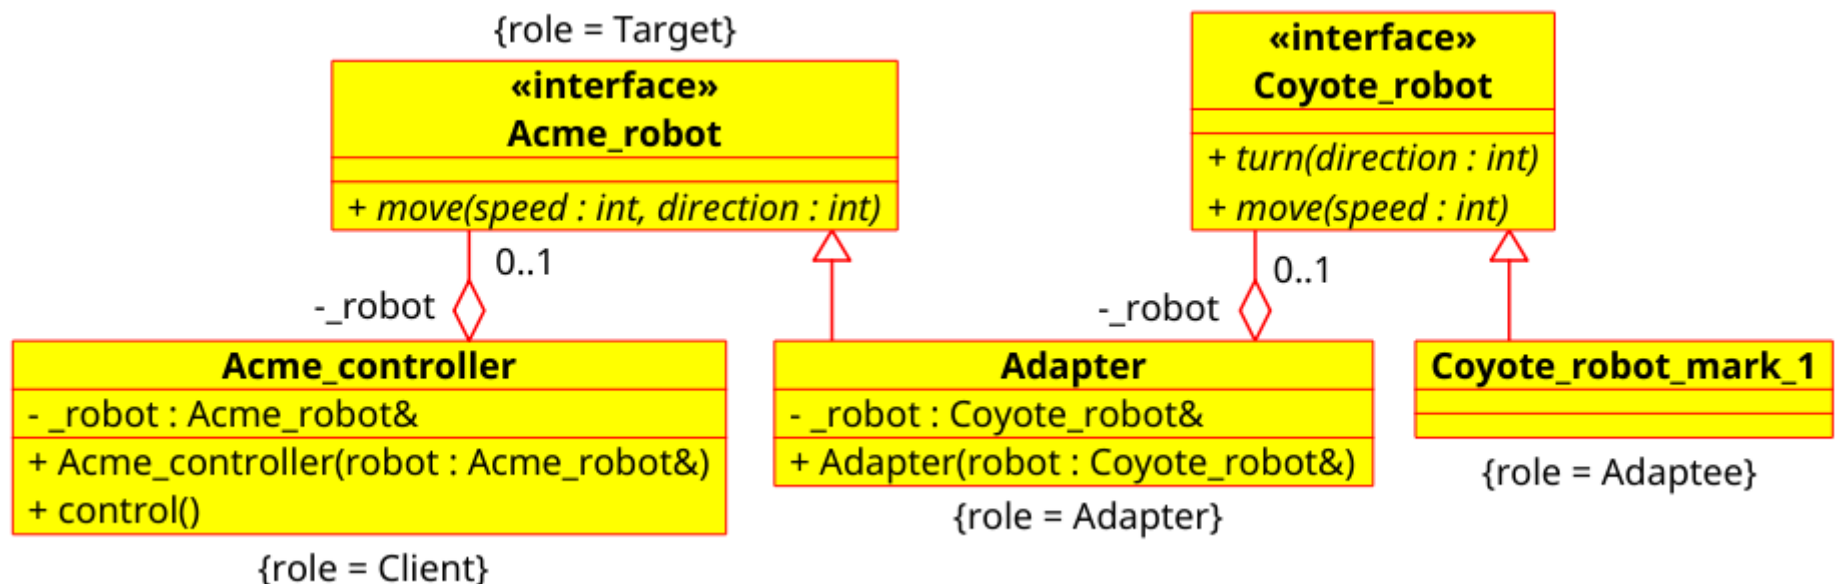 {role = Target}
«interface»
Acme_robot
+ move(speed : int, direction : int)
«interface»
Coyote_robot
+ turn(direction : int)
+ move(speed : int)
0..1
-_robot
0..1
-_robot
Acme_controller
- _robot : Acme_robot&
+ Acme_controller(robot : Acme_robot&)
+ control()
{role = Client}
Adapter
- _robot : Coyote_robot&
+ Adapter(robot : Coyote_robot&)
{role = Adapter}
Coyote_robot_mark_1
{role = Adaptee}